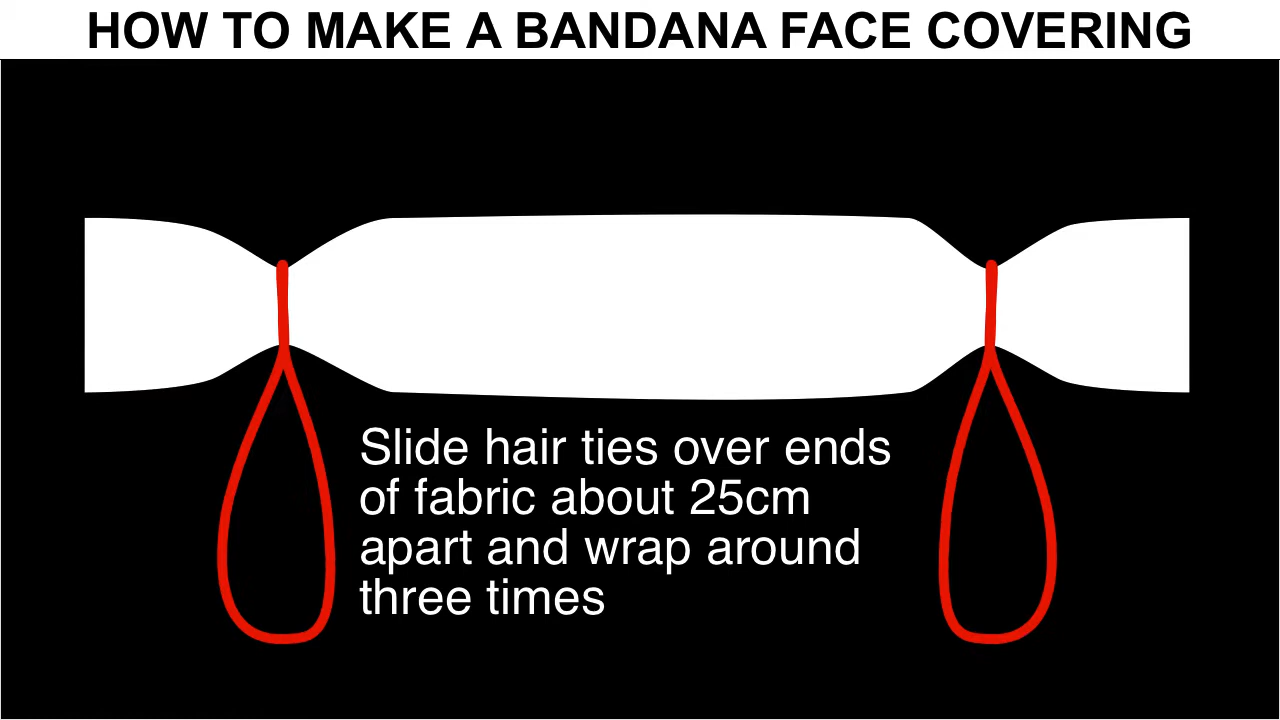 HOW TO MAKE A BANDANA FACE COVERING
Slide hair ties over ends
of fabric about 25cm
apart and wrap around
three times